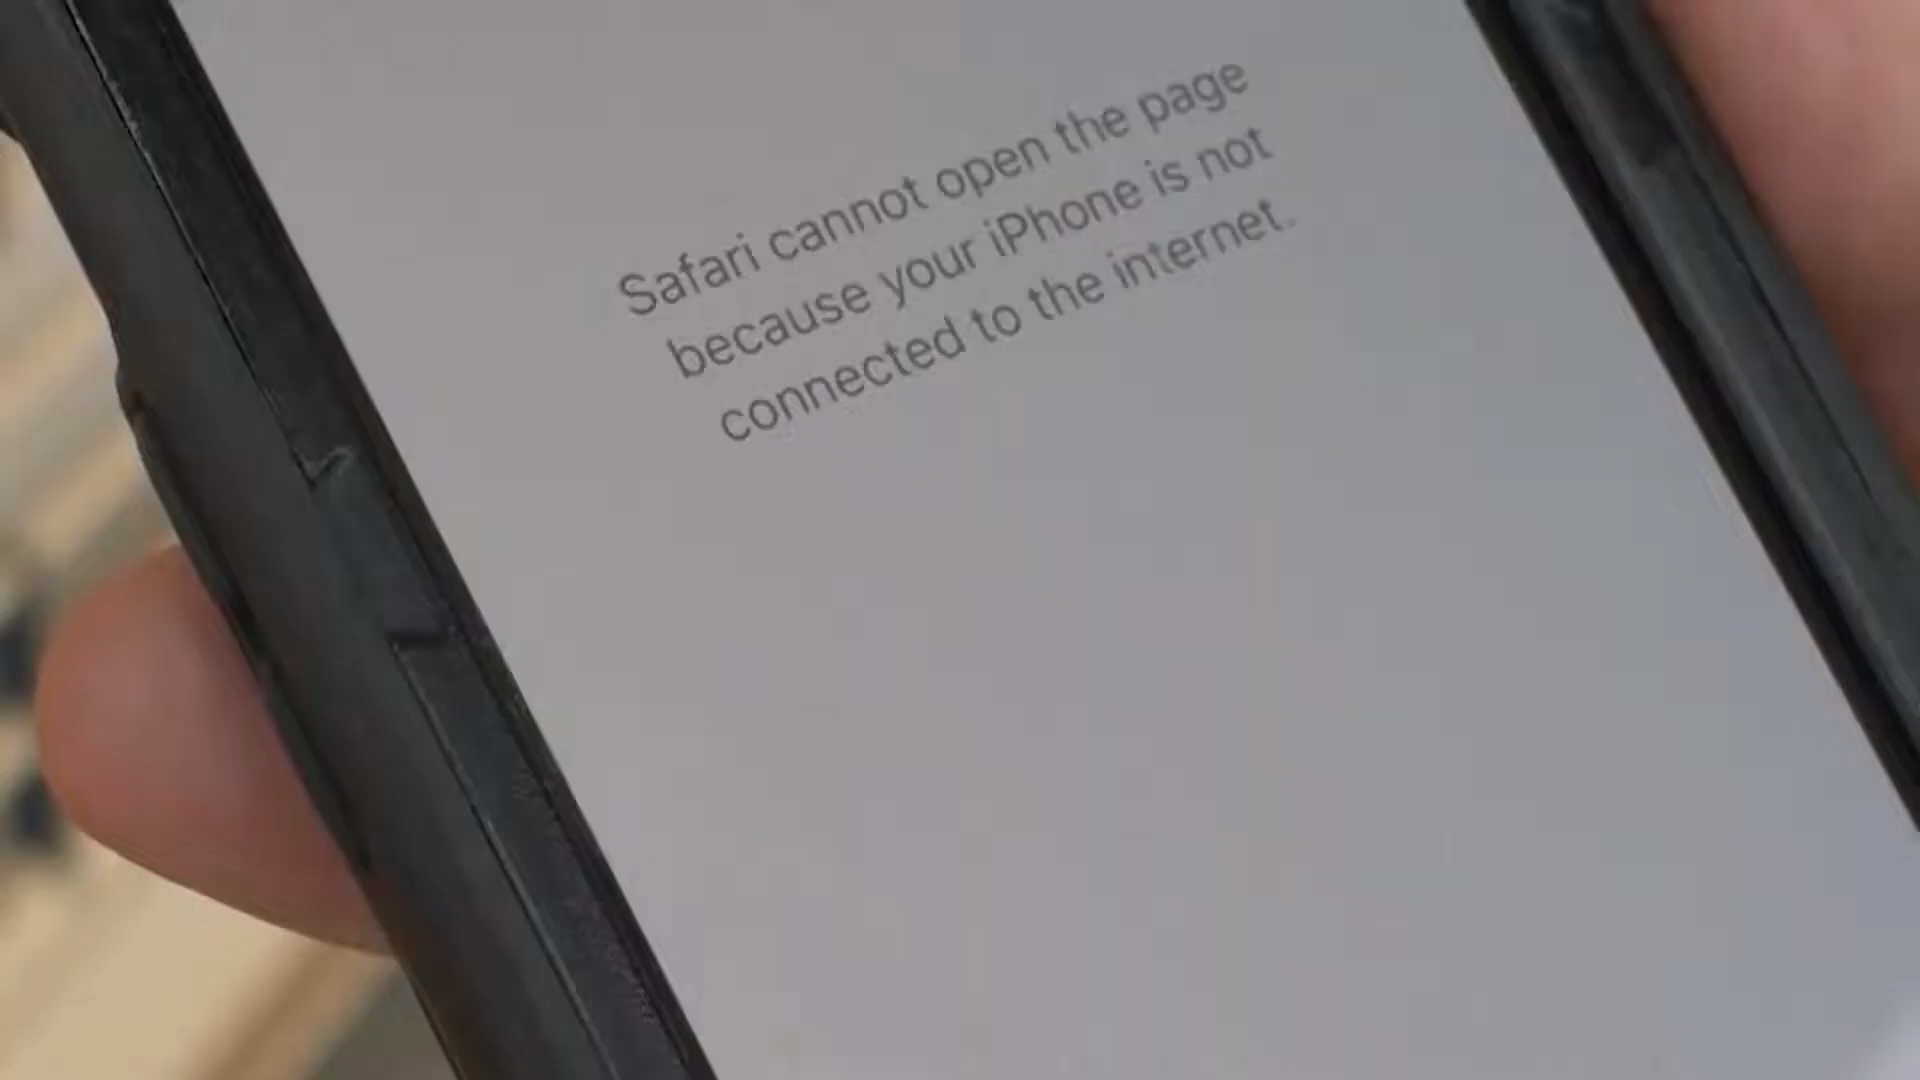 Safari cannot open the page
because your iPhone is not
connected to the internet.